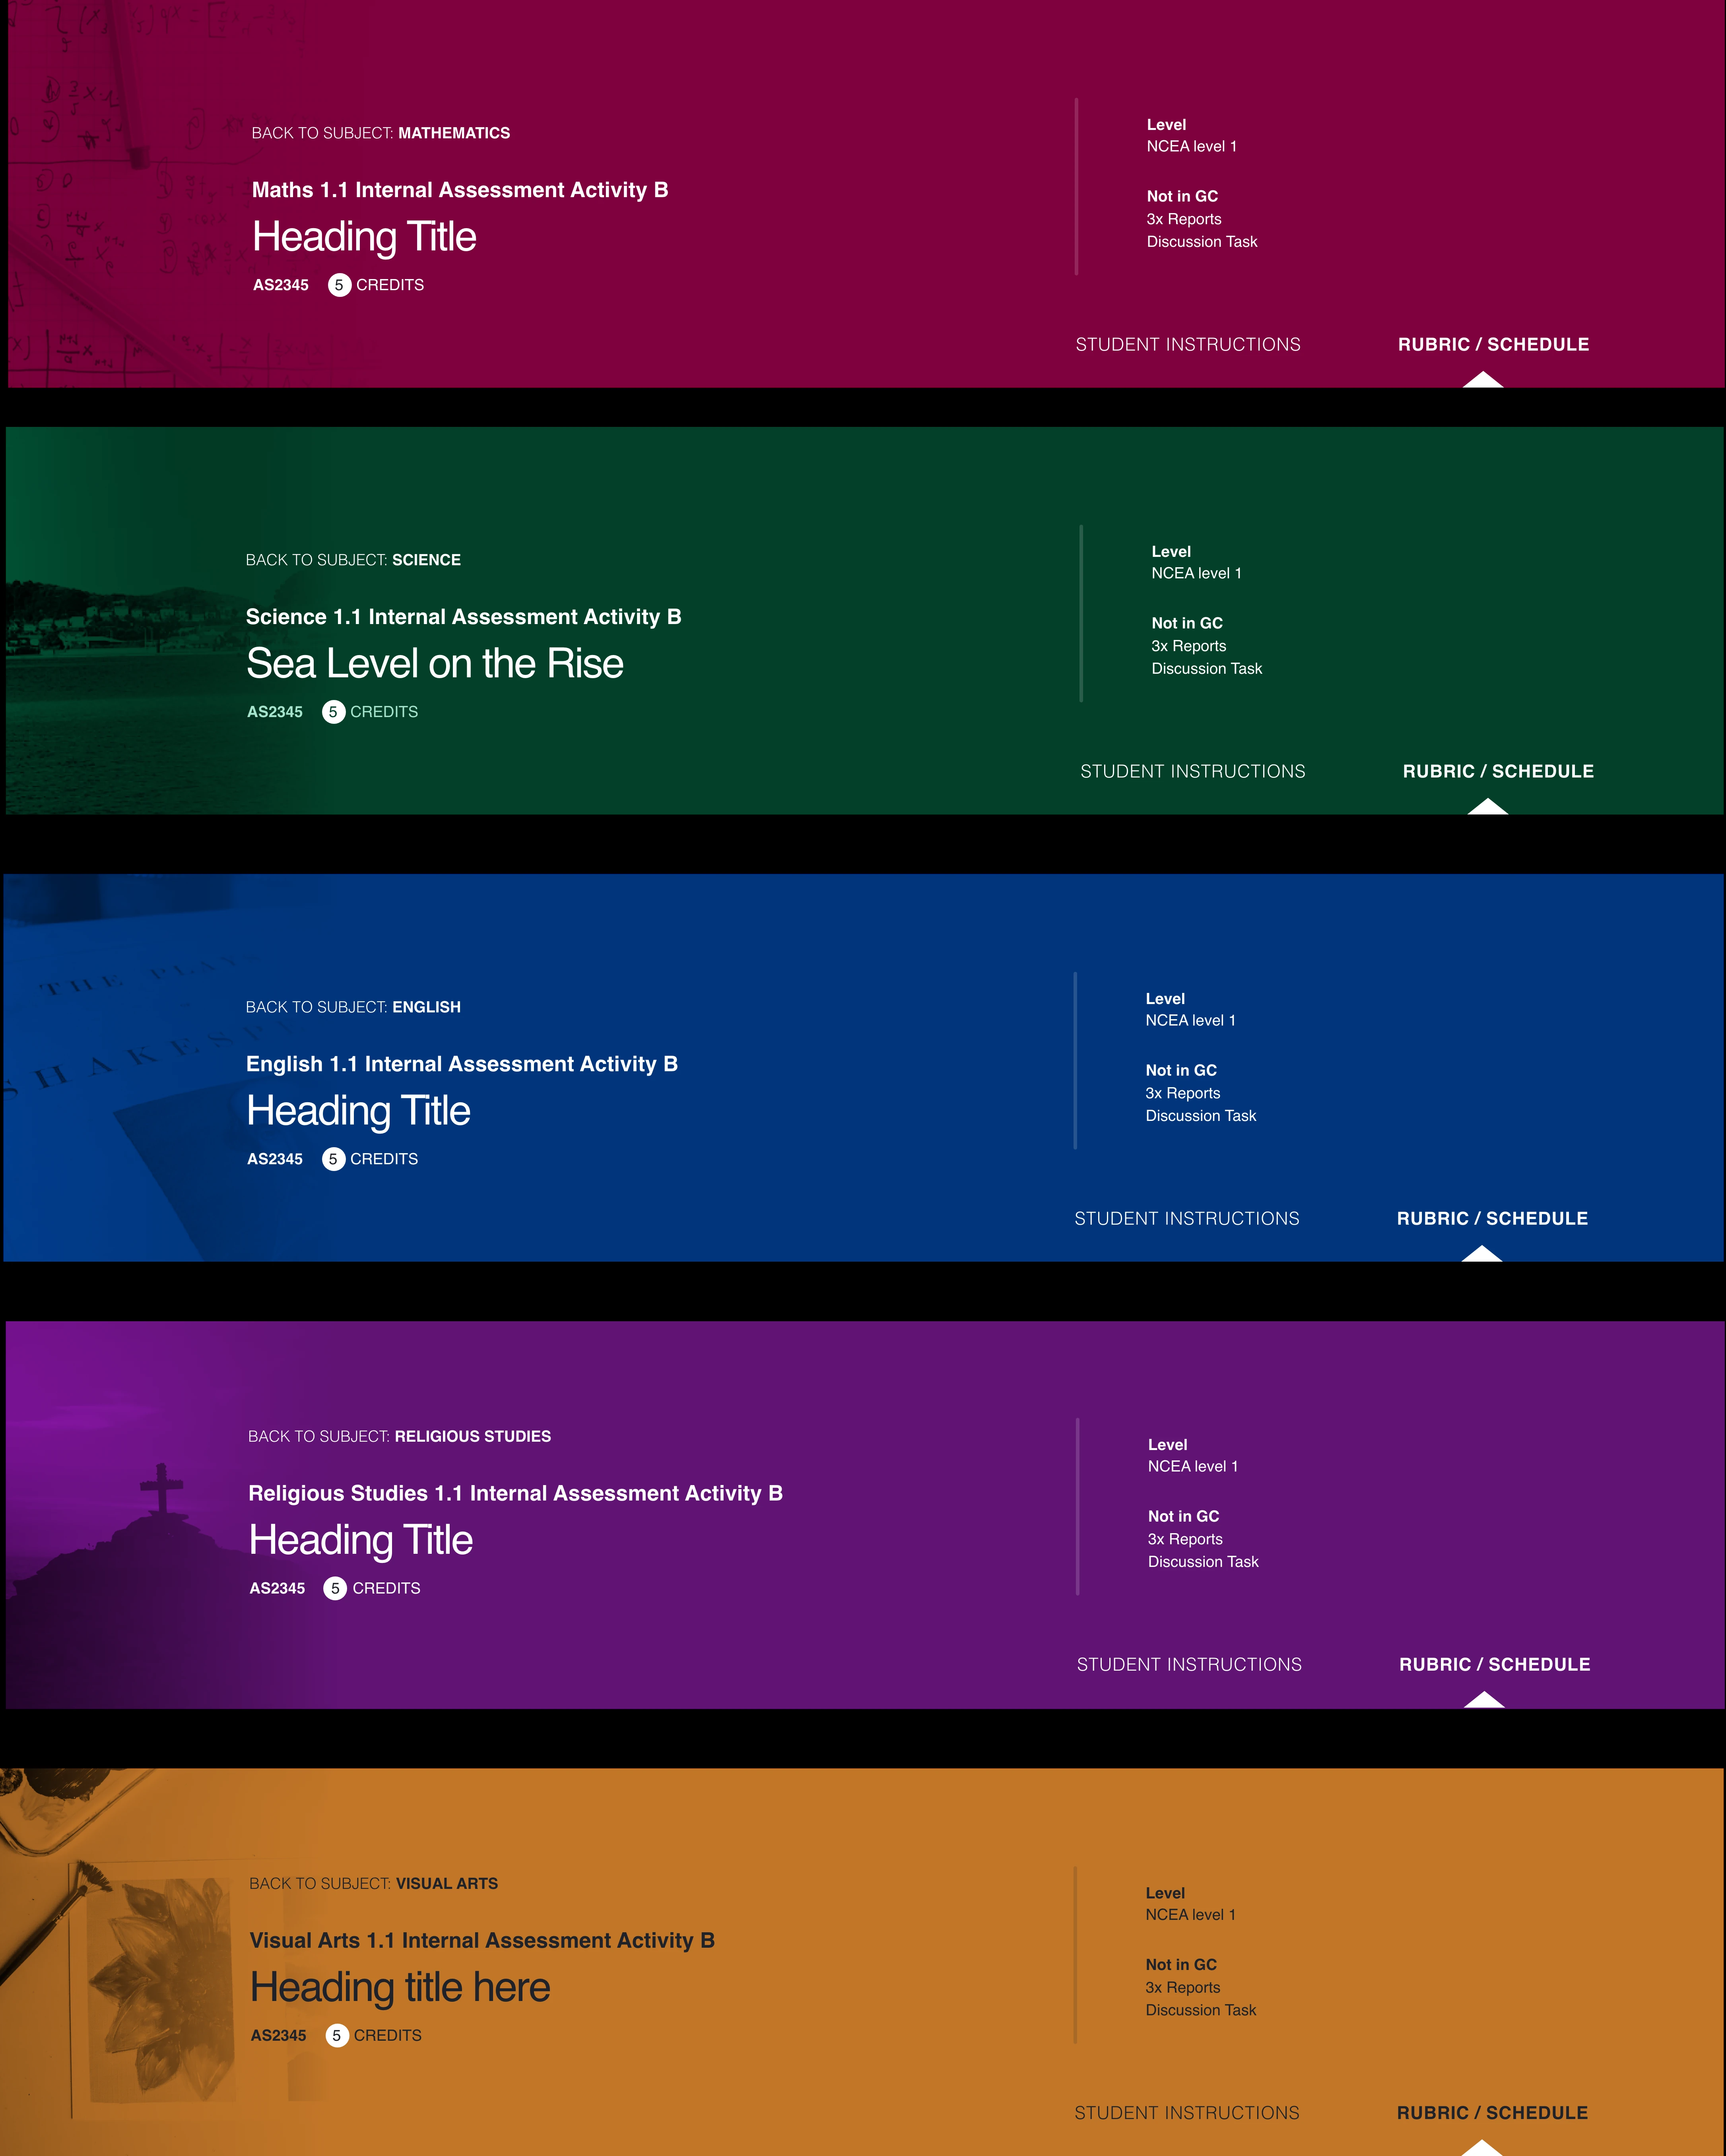 BACK TO SUBJECT: MATHEMATICS
Maths 1.1 Internal Assessment Activity B
Heading Title
AS2345 5 CREDITS
Level
NCEA level 1
Not in GC
3x Reports
Discussion Task
STUDENT INSTRUCTIONS RUBRIC / SCHEDULE
BACK TO SUBJECT: SCIENCE
Science 1.1 Internal Assessment Activity B
Sea Level on the Rise
AS2345 5 CREDITS
Level
NCEA level 1
Not in GC
3x Reports
Discussion Task
STUDENT INSTRUCTIONS RUBRIC / SCHEDULE
THE PLAY
SHAKESP
BACK TO SUBJECT: ENGLISH
English 1.1 Internal Assessment Activity B
Heading Title
AS2345 5 CREDITS
Level
NCEA level 1
Not in GC
3x Reports
Discussion Task
STUDENT INSTRUCTIONS RUBRIC / SCHEDULE
BACK TO SUBJECT: RELIGIOUS STUDIES
Religious Studies 1.1 Internal Assessment Activity B
Heading Title
AS2345 5 CREDITS
Level
NCEA level 1
Not in GC
3x Reports
Discussion Task
STUDENT INSTRUCTIONS RUBRIC / SCHEDULE
BACK TO SUBJECT: VISUAL ARTS
Visual Arts 1.1 Internal Assessment Activity B
Heading title here
AS2345 5 CREDITS
Level
NCEA level 1
Not in GC
3x Reports
Discussion Task
STUDENT INSTRUCTIONS RUBRIC / SCHEDULE